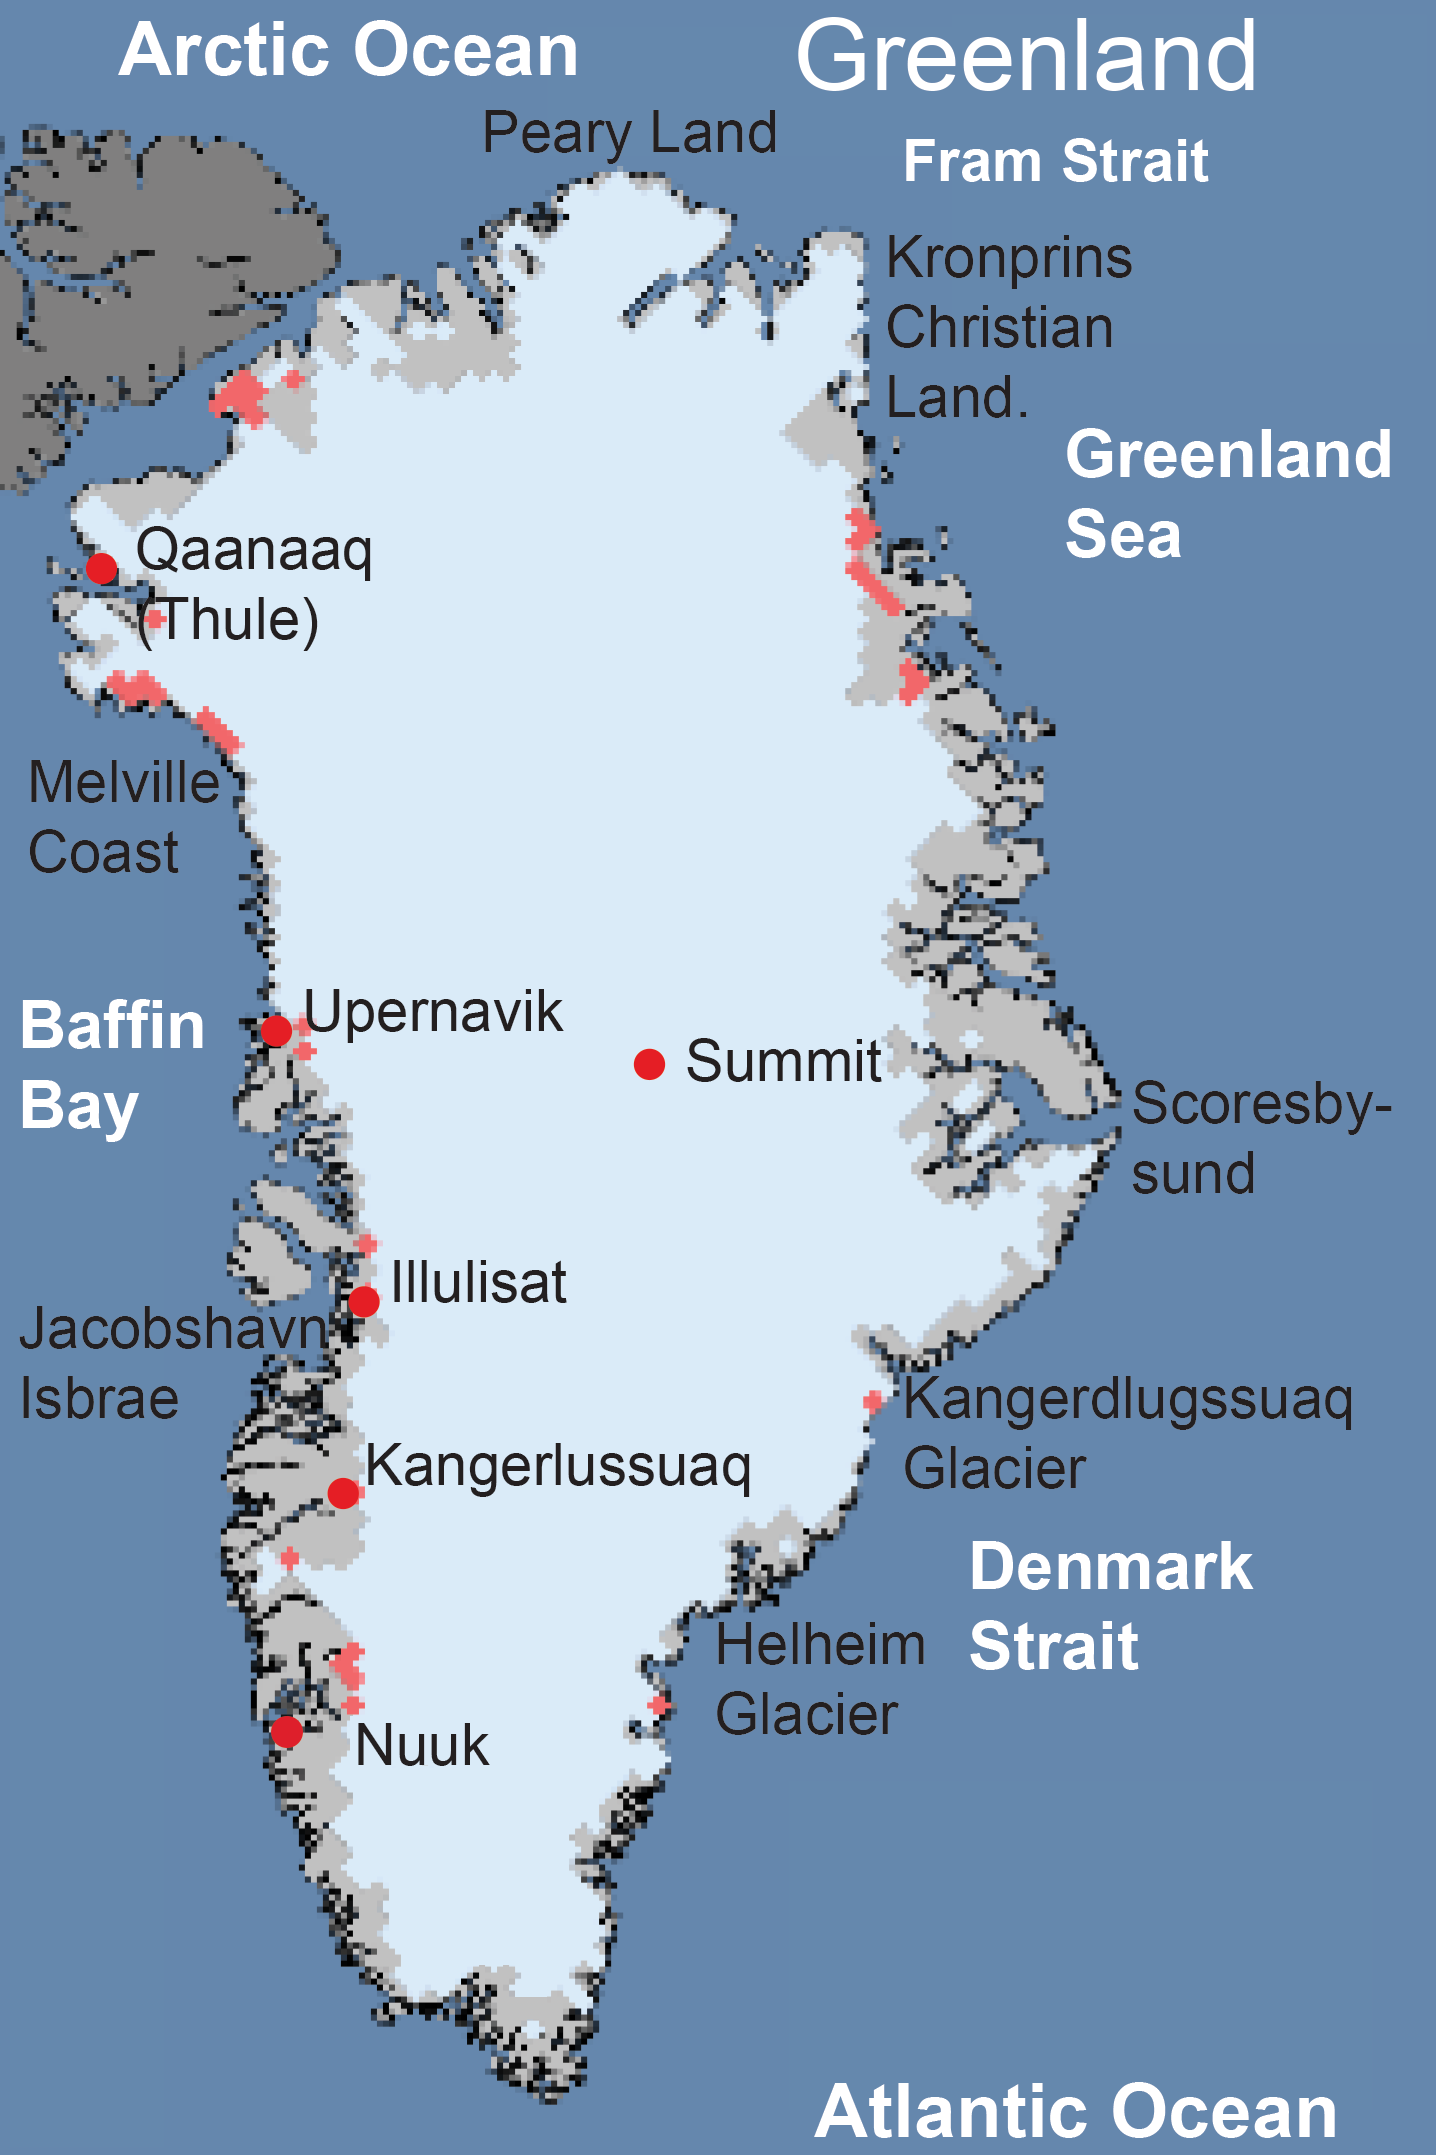 Arctic Ocean
Greenland
Peary Land
Fram Strait
Kronprins
Christian
Land.
Greenland
Sea
Qaanaaq
(Thule)
Melville
Coast
Baffin
Bay
Upernavik
Summit
Scoresby-
sund
Illulisat
Jacobshavn
Isbrae
Kangerdlugssuaq
Glacier
Kangerlussuaq
Denmark
Strait
Helheim
Glacier
Nuuk
Atlantic Ocean